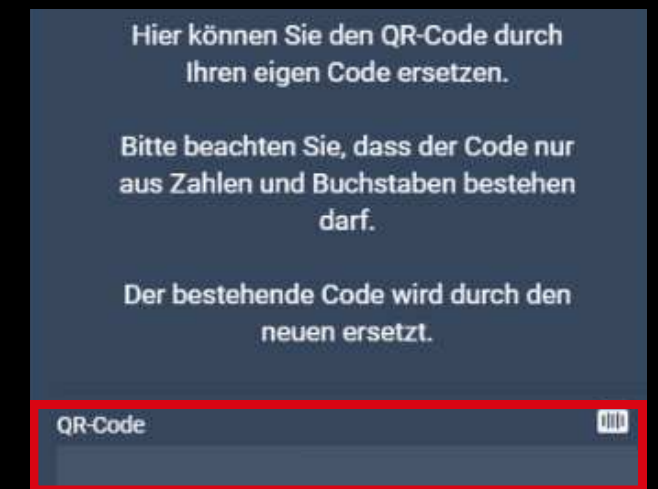 Hier können Sie den QR-Code durch
Ihren eigen Code ersetzen.
Bitte beachten Sie, dass der Code nur
aus Zahlen und Buchstaben bestehen
darf.
Der bestehende Code wird durch den
neuen ersetzt.
QR-Code